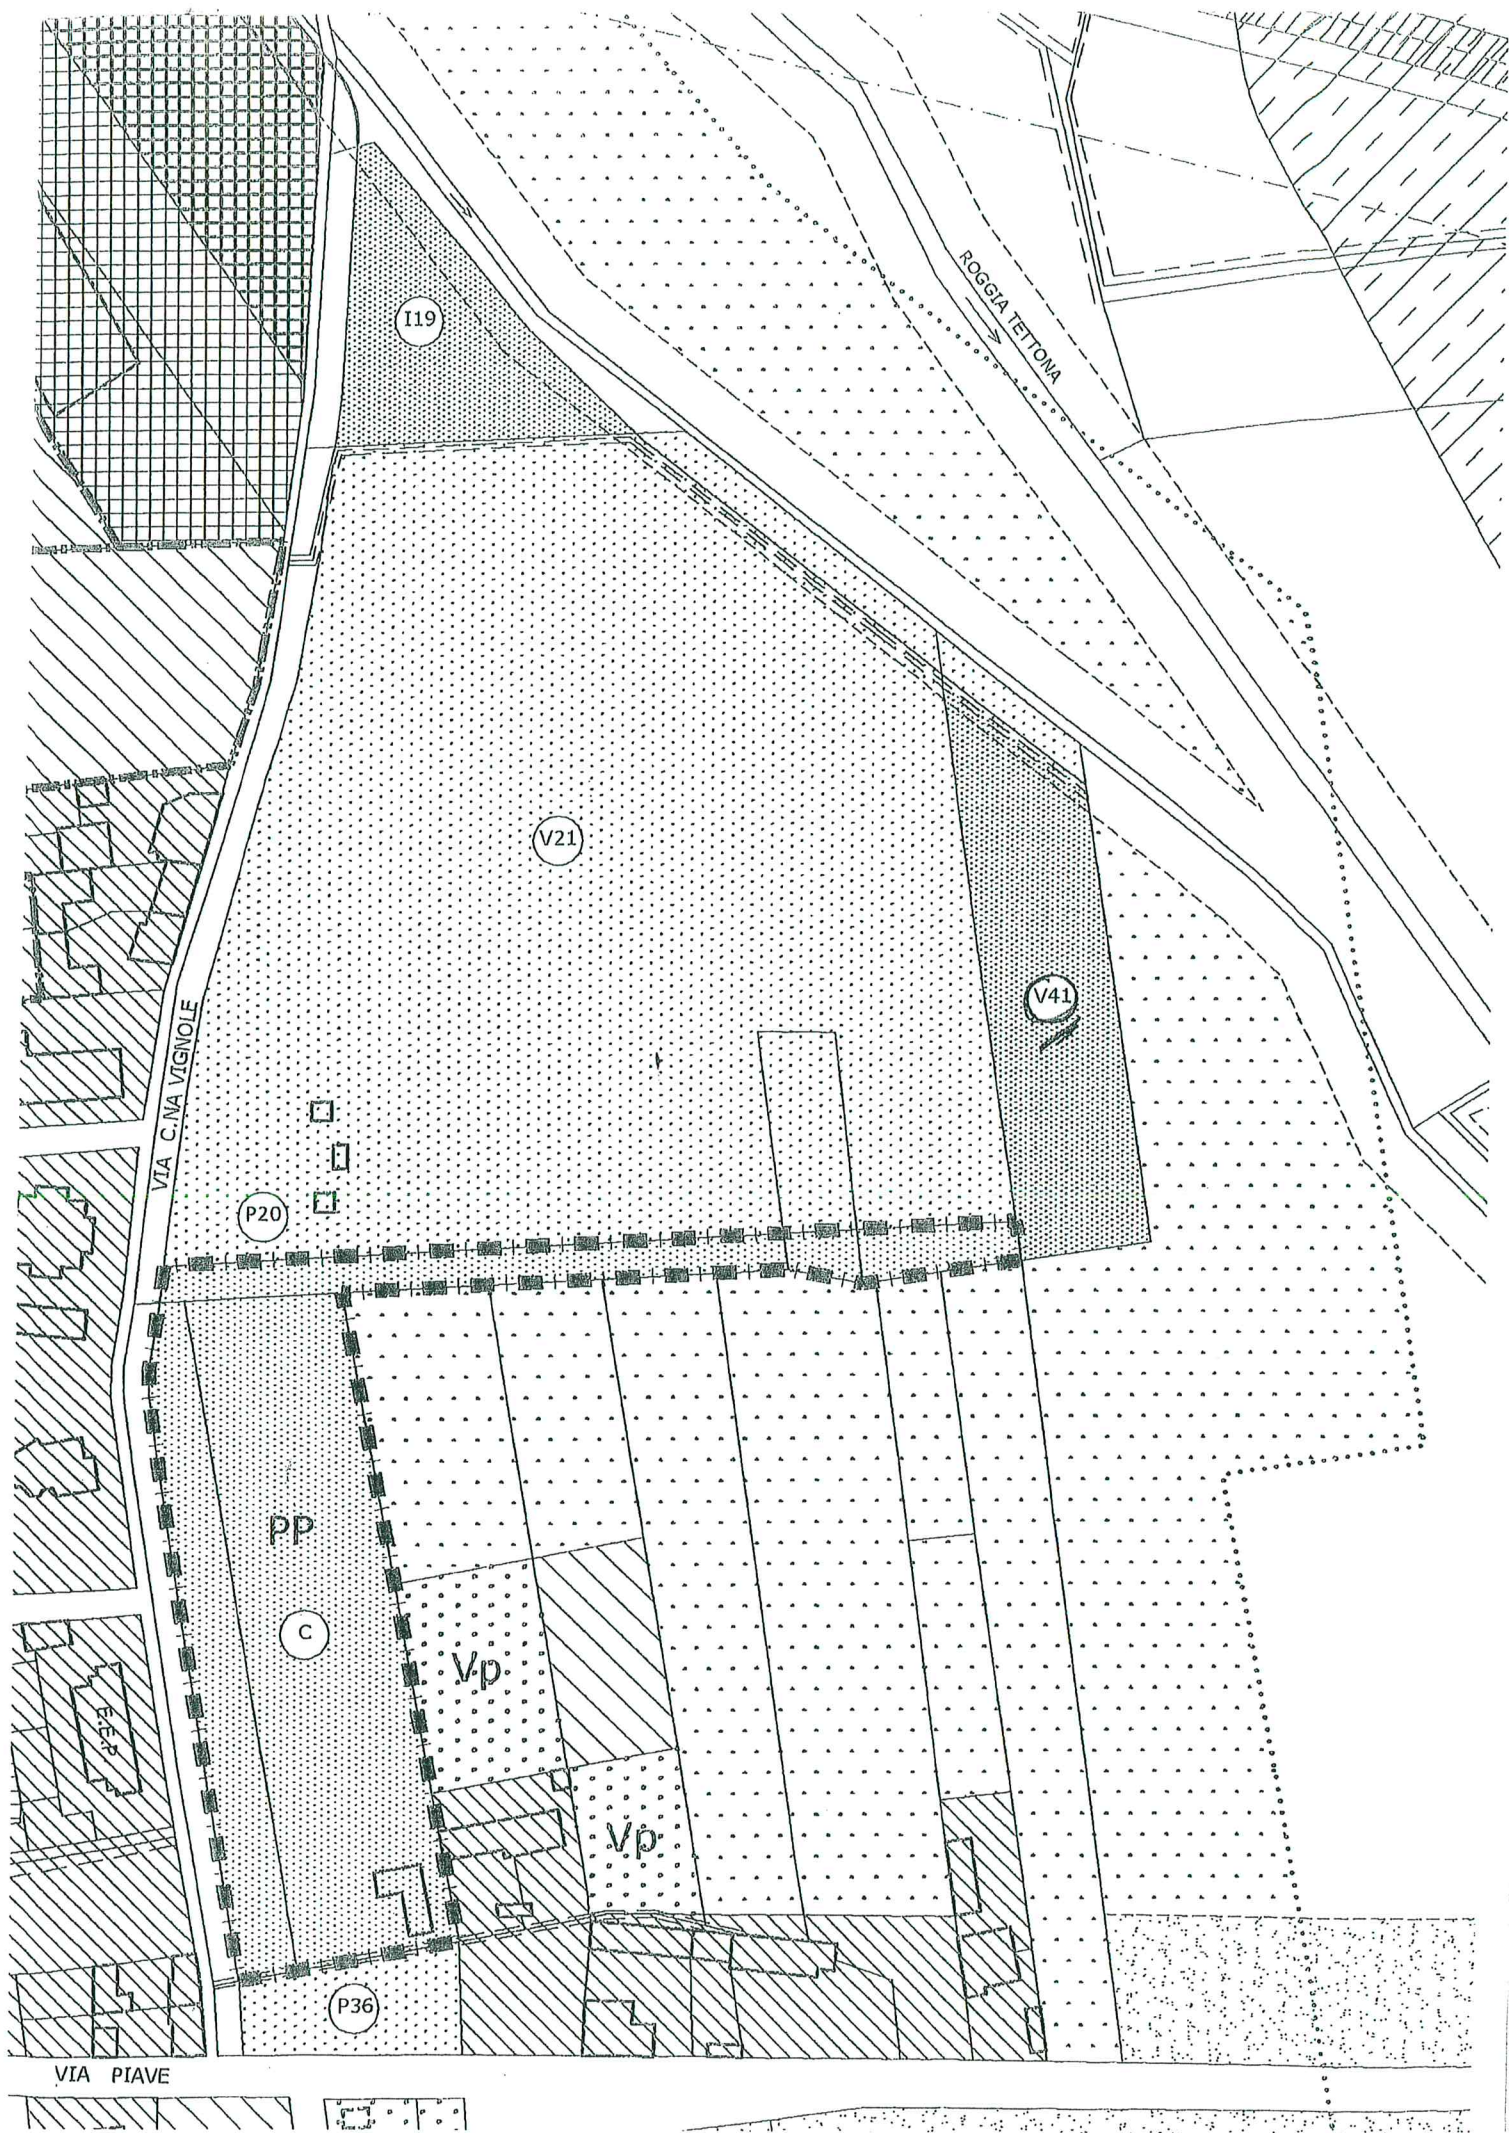 I19
ROGGIA TETTONA
V21
V41
VIA C.NA VIGNOLE
P20
PP
C
Vp
E.E.P.
Vp
P36
VIA PIAVE